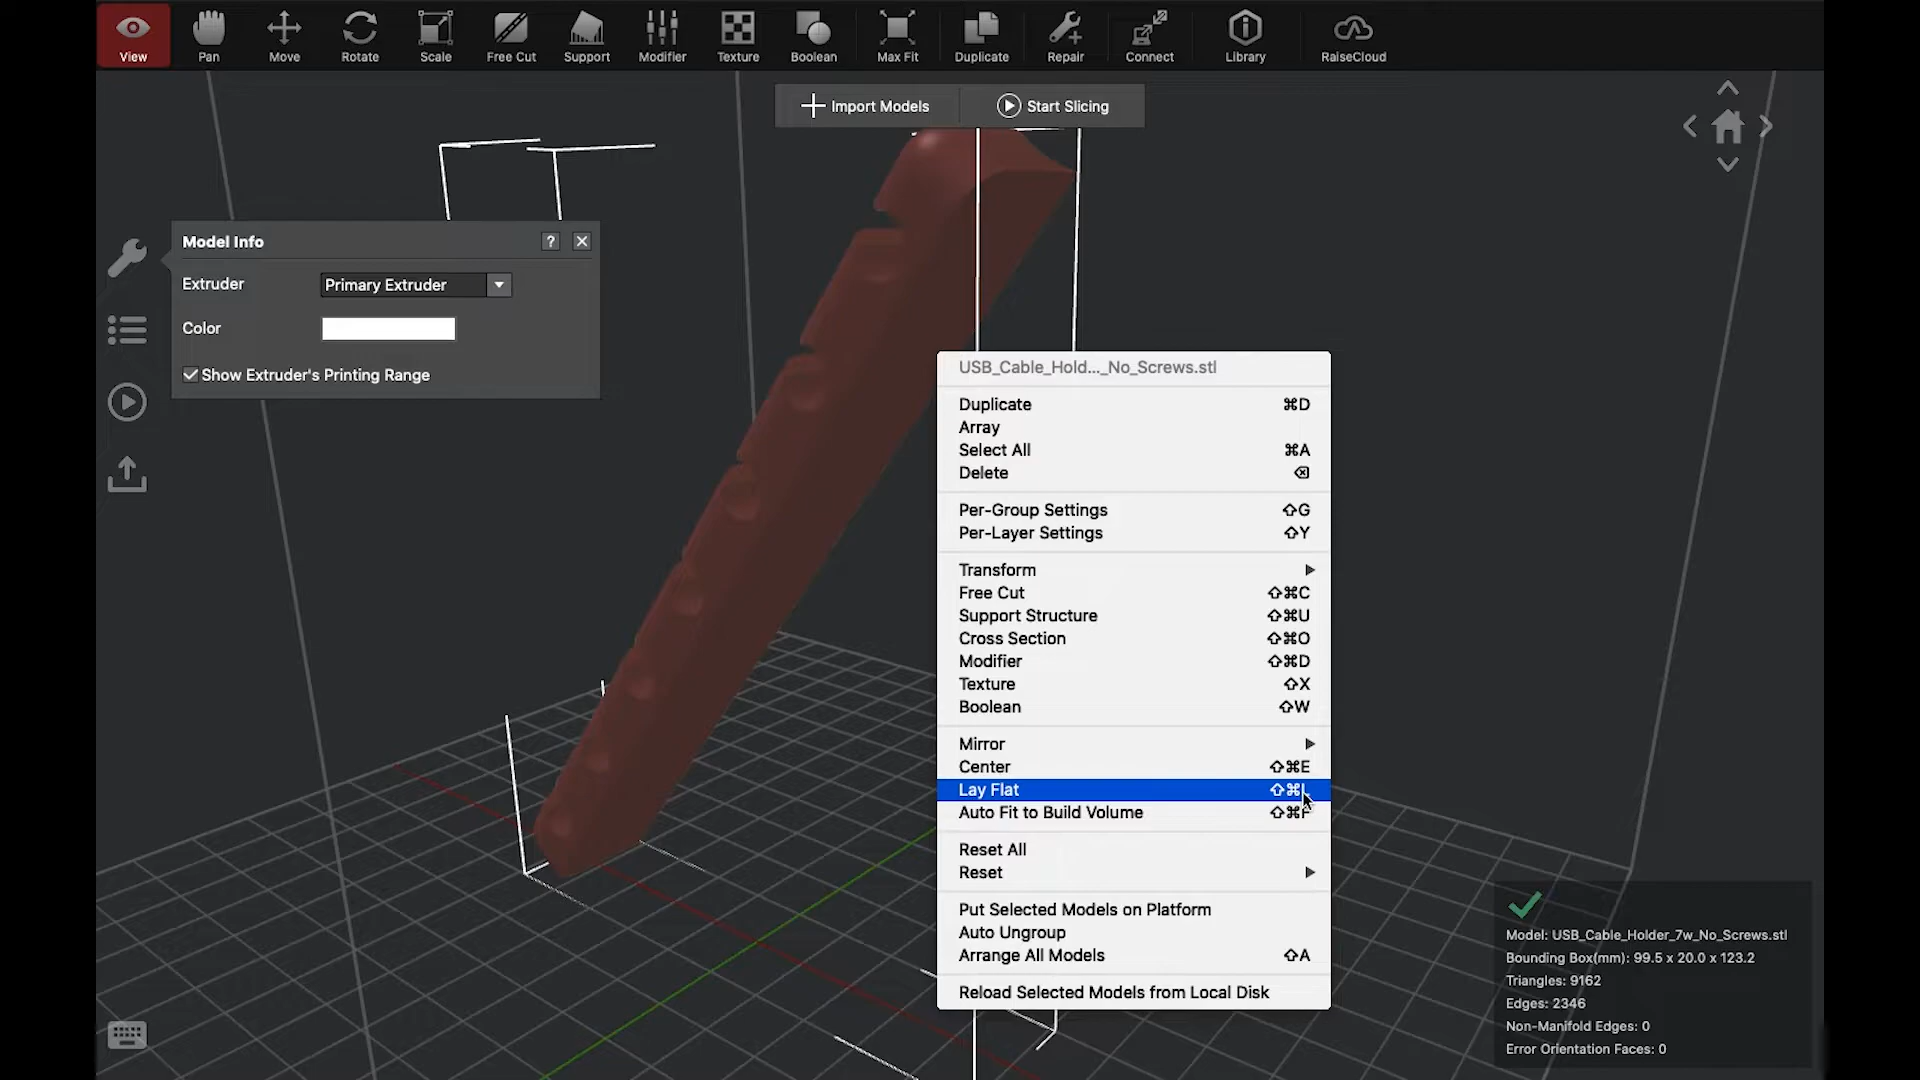 View
Pan
Move
Rotate
Scale
Free Cut
Support
Modifier
Texture
Boolean
Max Fit
Duplicate
Repair
Connect
Library
RaiseCloud
Import Models
Start Slicing
Model Info
?
Extruder
Primary Extruder
Color
Show Extruder's Printing Range
USB_Cable_Hold..._No_Screws.stl
Duplicate ⌘D
Array
Select All ⌘A
Delete ⌫
Per-Group Settings ⇧G
Per-Layer Settings ⇧Y
Transform
Free Cut ⇧⌘C
Support Structure ⇧⌘U
Cross Section ⇧⌘O
Modifier ⇧⌘D
Texture ⇧X
Boolean ⇧W
Mirror
Center ⇧⌘E
Lay Flat ⇧⌘L
Auto Fit to Build Volume ⇧⌘F
Reset All
Reset
Put Selected Models on Platform
Auto Ungroup
Arrange All Models ⇧A
Reload Selected Models from Local Disk
Model: USB_Cable_Holder_7w_No_Screws.stl
Bounding Box(mm): 99.5 x 20.0 x 123.2
Triangles: 9162
Edges: 2346
Non-Manifold Edges: 0
Error Orientation Faces: 0